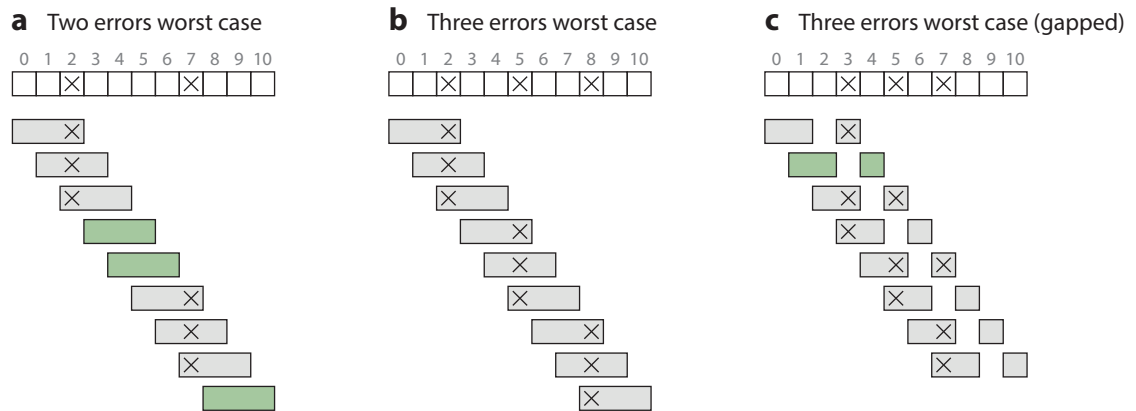 a Two errors worst case
0 1 2 3 4 5 6 7 8 9 10
b Three errors worst case
0 1 2 3 4 5 6 7 8 9 10
c Three errors worst case (gapped)
0 1 2 3 4 5 6 7 8 9 10